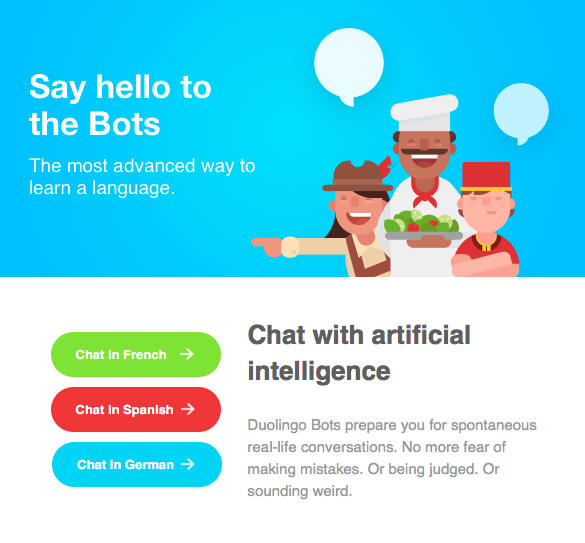 Say hello to
the Bots
The most advanced way to
learn a language.
Chat in French
Chat in Spanish
Chat in German
Chat with artificial
intelligence
Duolingo Bots prepare you for spontaneous
real-life conversations. No more fear of
making mistakes. Or being judged. Or
sounding weird.